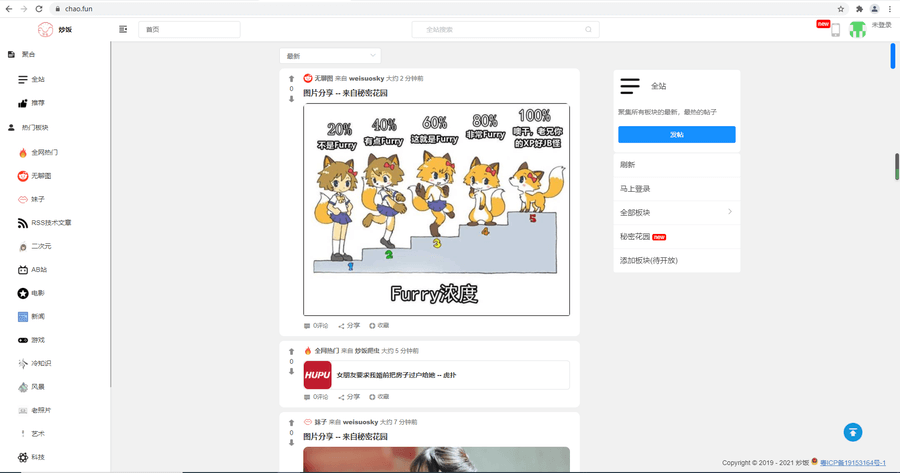 chao.fun
炒饭
首页
全站搜索
new
未登录
聚合
全站
推荐
热门板块
全网热门
无聊图
妹子
RSS技术文章
二次元
AB站
电影
新闻
游戏
冷知识
风景
老照片
艺术
科技
最新
0
无聊图 来自 weisuosky 大约 2 分钟前
图片分享 -- 来自秘密花园
20%
不是Furry
40%
有点Furry
60%
这就是Furry
80%
非常Furry
100%
嘀干，老兄你
的XP好JB怪
1
2
3
4
5
Furry浓度
0评论 分享 收藏
0
全网热门 来自 炒饭爬虫 大约 5 分钟前
HUPU
女朋友要求我婚前把房子过户给她 -- 虎扑
0评论 分享 收藏
0
妹子 来自 weisuosky 大约 7 分钟前
图片分享 -- 来自秘密花园
全站
聚集所有板块的最新、最热的帖子
发帖
刷新
马上登录
全部板块
秘密花园 new
添加板块(待开放)
Copyright © 2019 - 2021 炒饭 粤ICP备19153164号-1